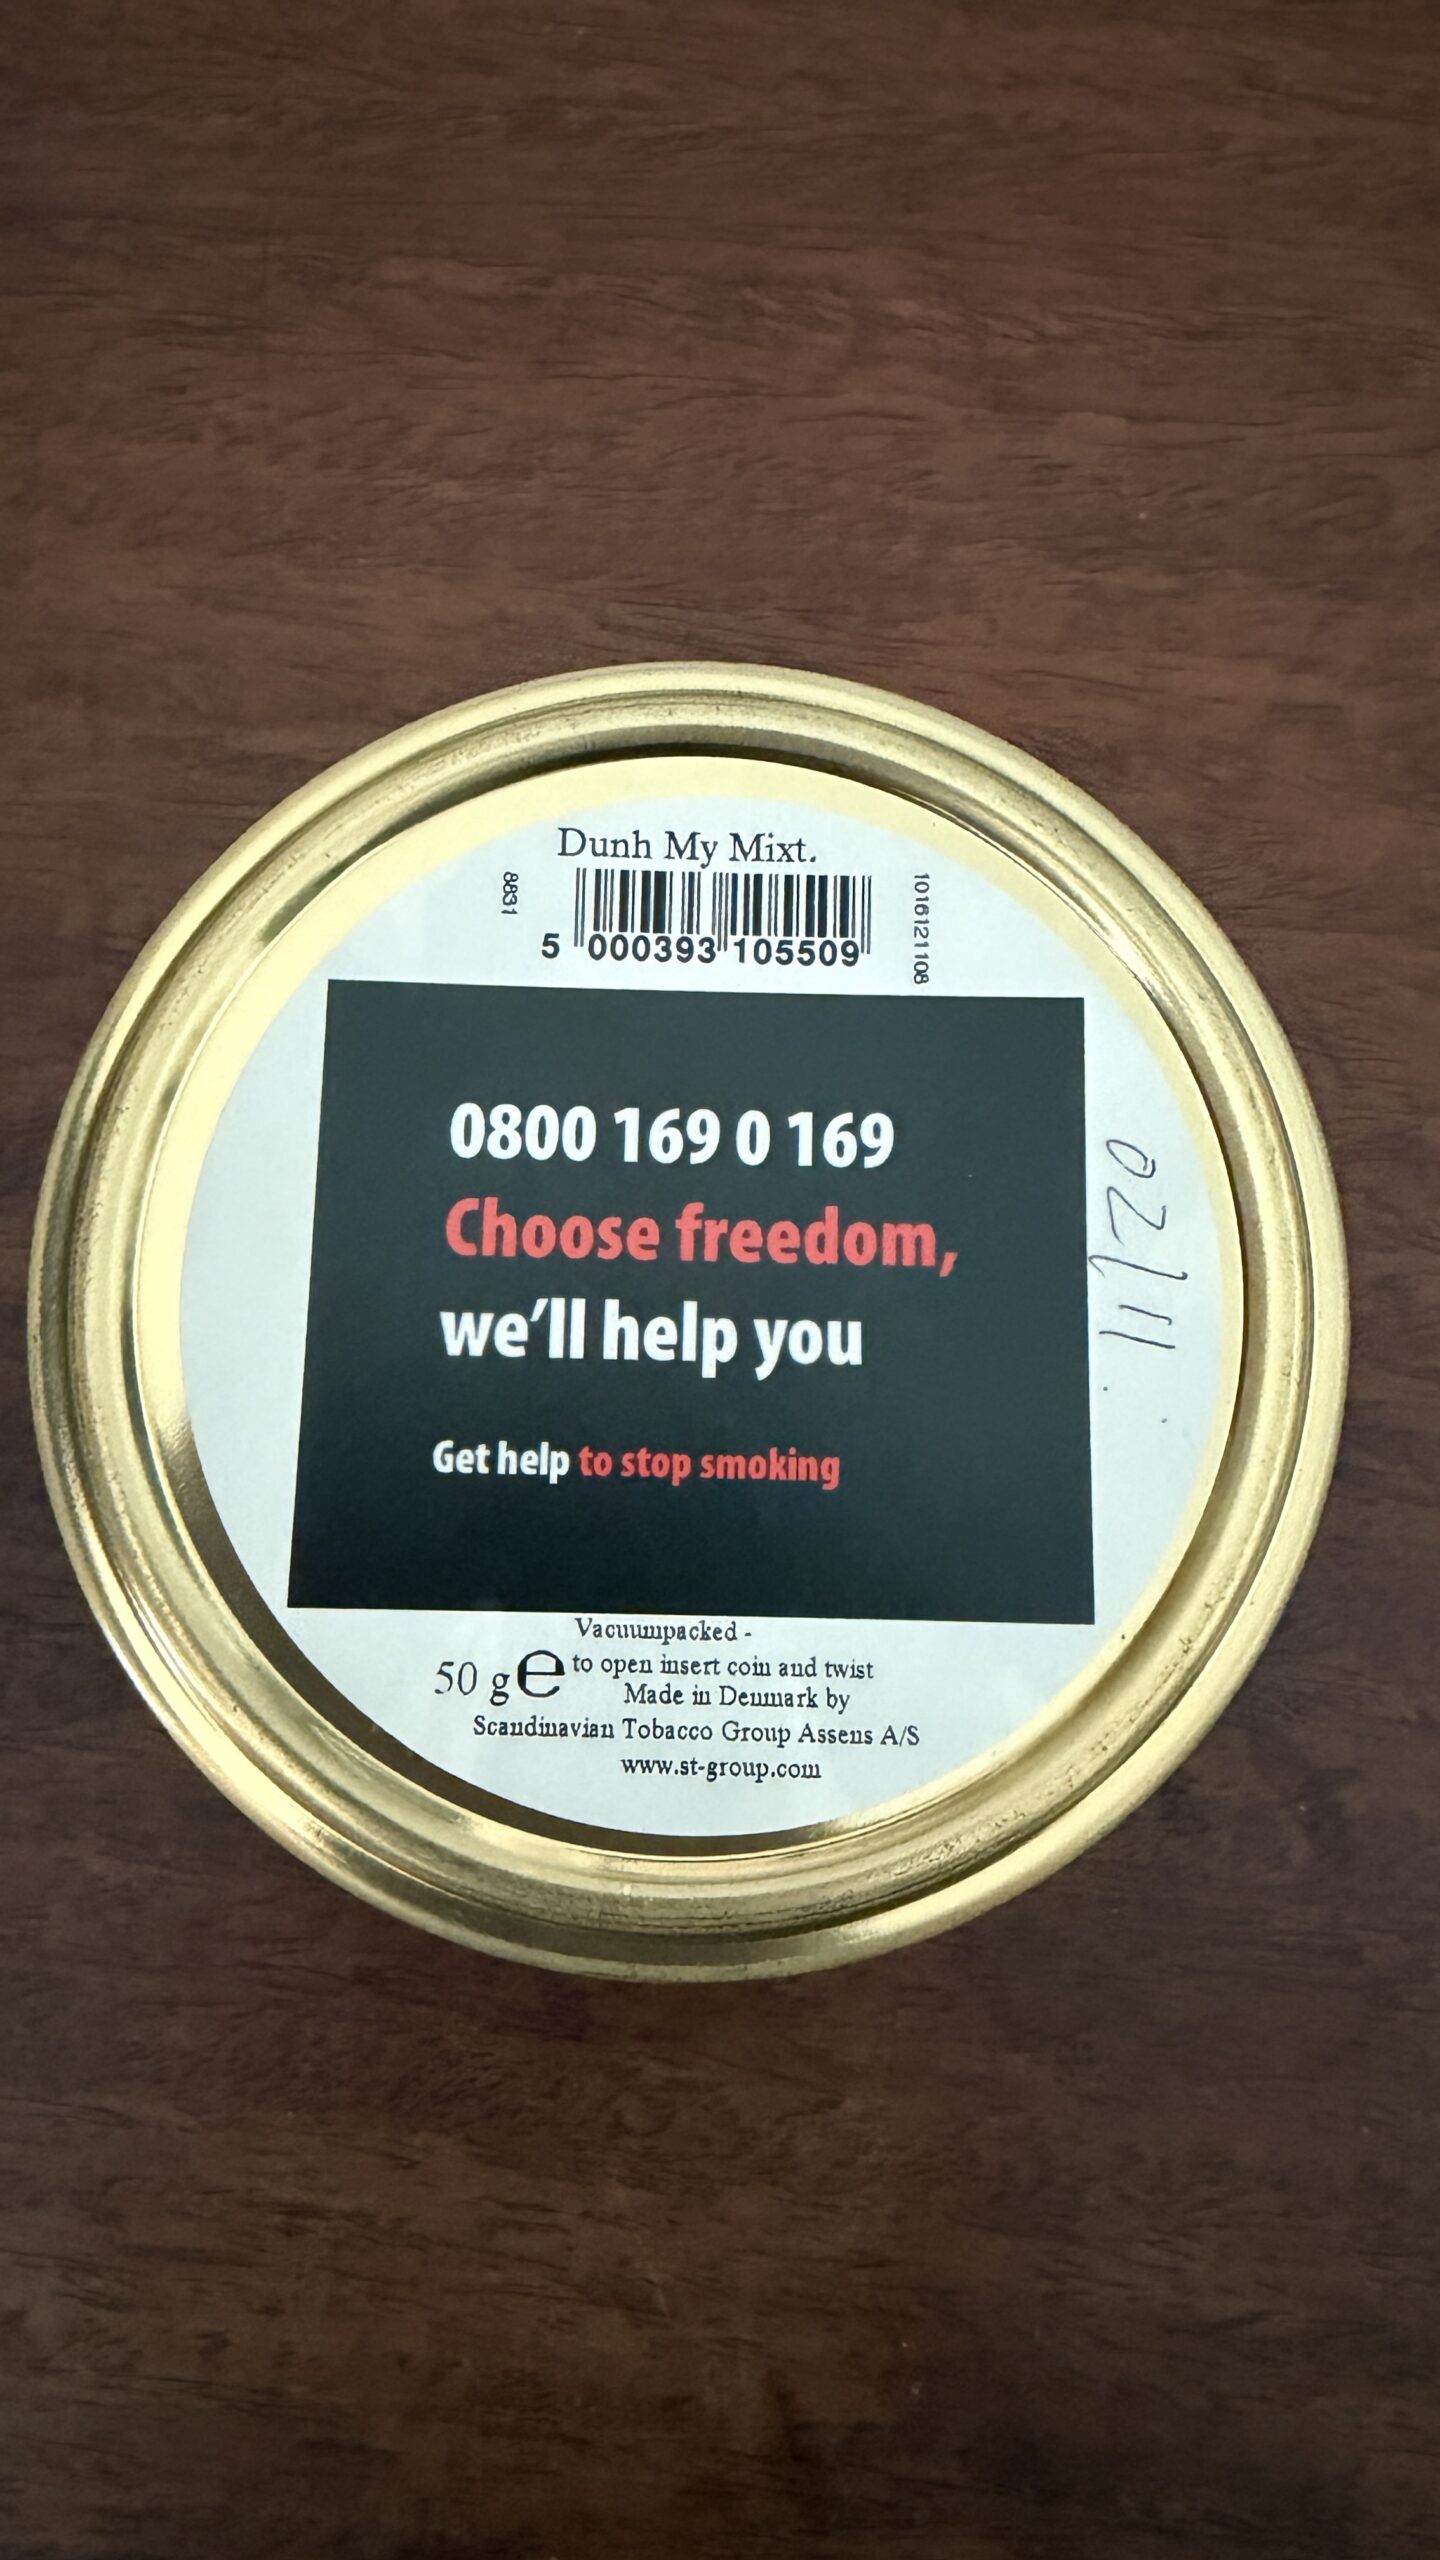 Dunh My Mixt.
8831
5 000393 105509
1016121108
0800 169 0 169
Choose freedom,
we'll help you
Get help to stop smoking
02/11
Vacuumpacked -
50 g e to open insert coin and twist
Made in Denmark by
Scandinavian Tobacco Group Assens A/S
www.st-group.com